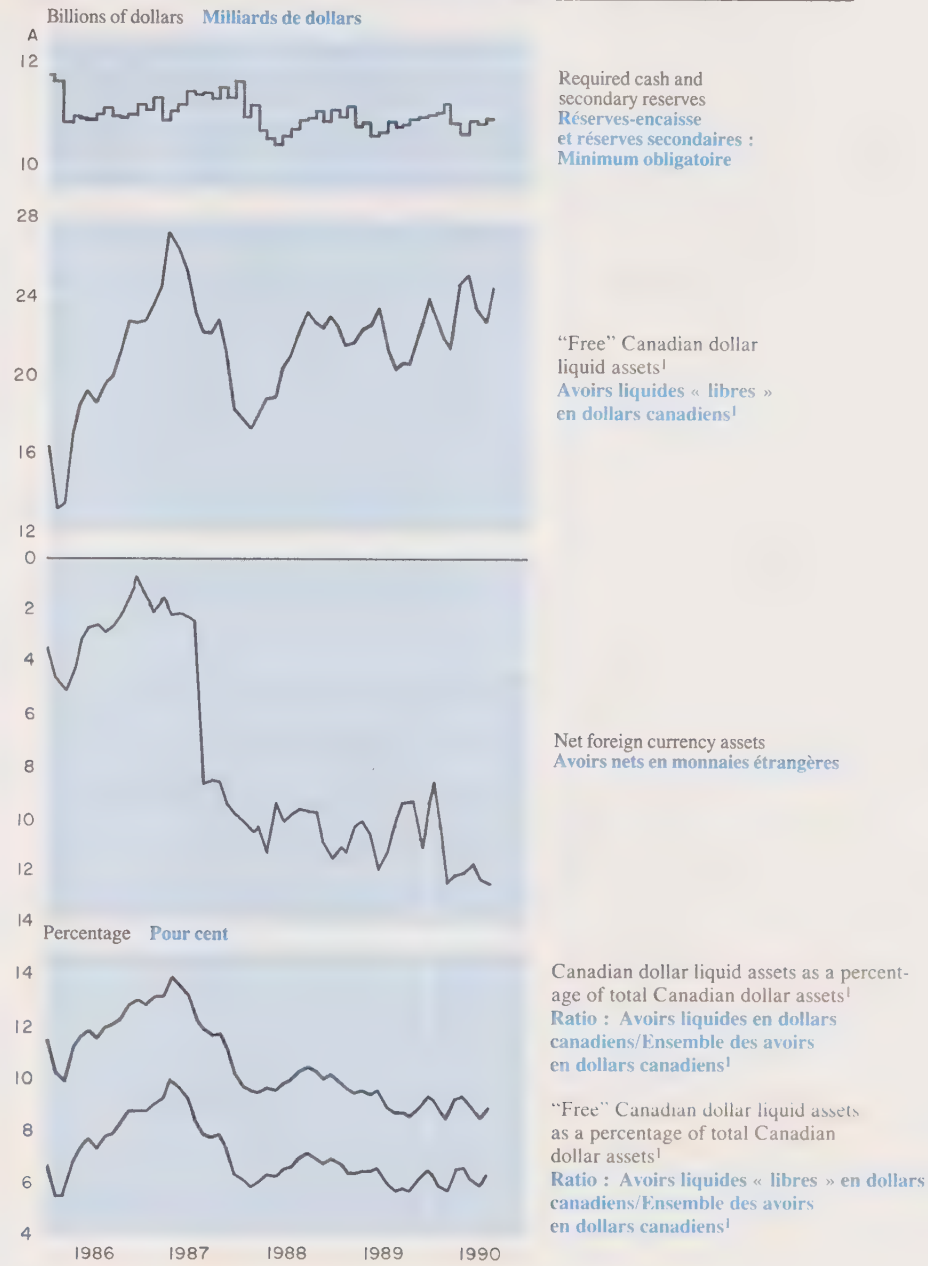 Billions of dollars Milliards de dollars
A
12
10
Required cash and
secondary reserves
Réserves-encaisse
et réserves secondaires :
Minimum obligatoire
28
24
20
16
12
"Free" Canadian dollar
liquid assets¹
Avoirs liquides « libres »
en dollars canadiens¹
0
2
4
6
8
10
12
14
Net foreign currency assets
Avoirs nets en monnaies étrangères
Percentage Pour cent
14
12
10
8
6
4
Canadian dollar liquid assets as a percent-
age of total Canadian dollar assets¹
Ratio : Avoirs liquides en dollars
canadiens/Ensemble des avoirs
en dollars canadiens¹
"Free" Canadian dollar liquid assets
as a percentage of total Canadian
dollar assets¹
Ratio : Avoirs liquides « libres » en dollars
canadiens/Ensemble des avoirs
en dollars canadiens¹
1986 1987 1988 1989 1990